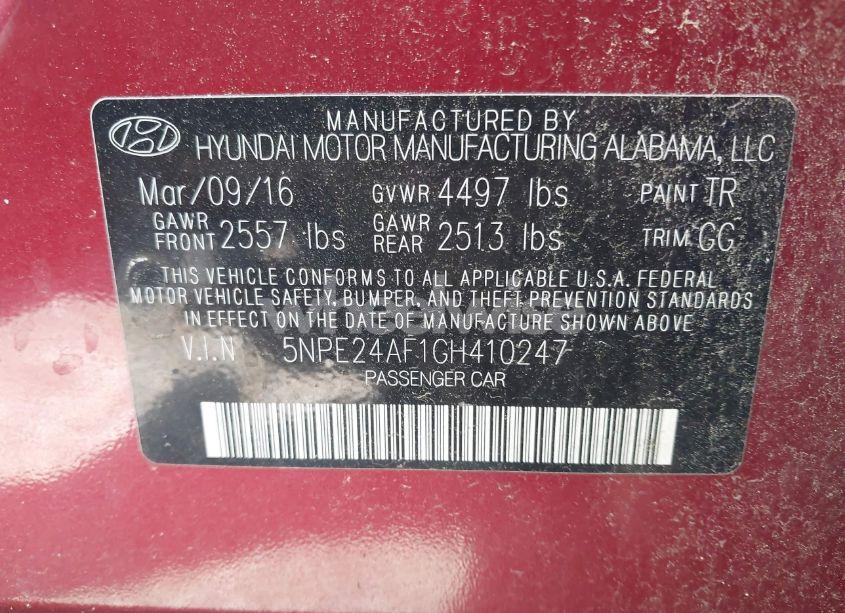 MANUFACTURED BY
HYUNDAI MOTOR MANUFACTURING ALABAMA, LLC
Mar/09/16 GVWR 4497 lbs PAINT TR
GAWR FRONT 2557 lbs GAWR REAR 2513 lbs TRIM GG
THIS VEHICLE CONFORMS TO ALL APPLICABLE U.S.A. FEDERAL
MOTOR VEHICLE SAFETY, BUMPER, AND THEFT PREVENTION STANDARDS
IN EFFECT ON THE DATE OF MANUFACTURE SHOWN ABOVE
V.I.N 5NPE24AF1GH410247
PASSENGER CAR